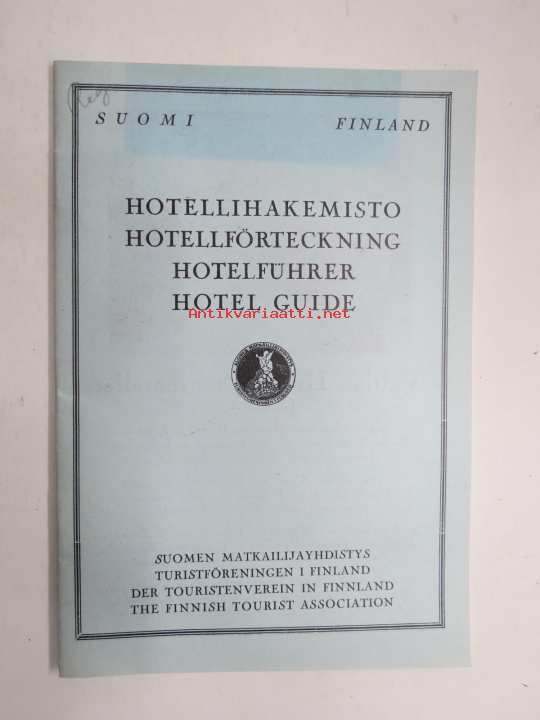 SUOMI FINLAND
HOTELLIHAKEMISTO
HOTELLFÖRTECKNING
HOTELFÜHRER
HOTEL GUIDE
Antikvariaatti.net
SUOMEN MATKAILIJAYHDISTYS
TURISTFÖRENINGEN I FINLAND
DER TOURISTENVEREIN IN FINNLAND
THE FINNISH TOURIST ASSOCIATION